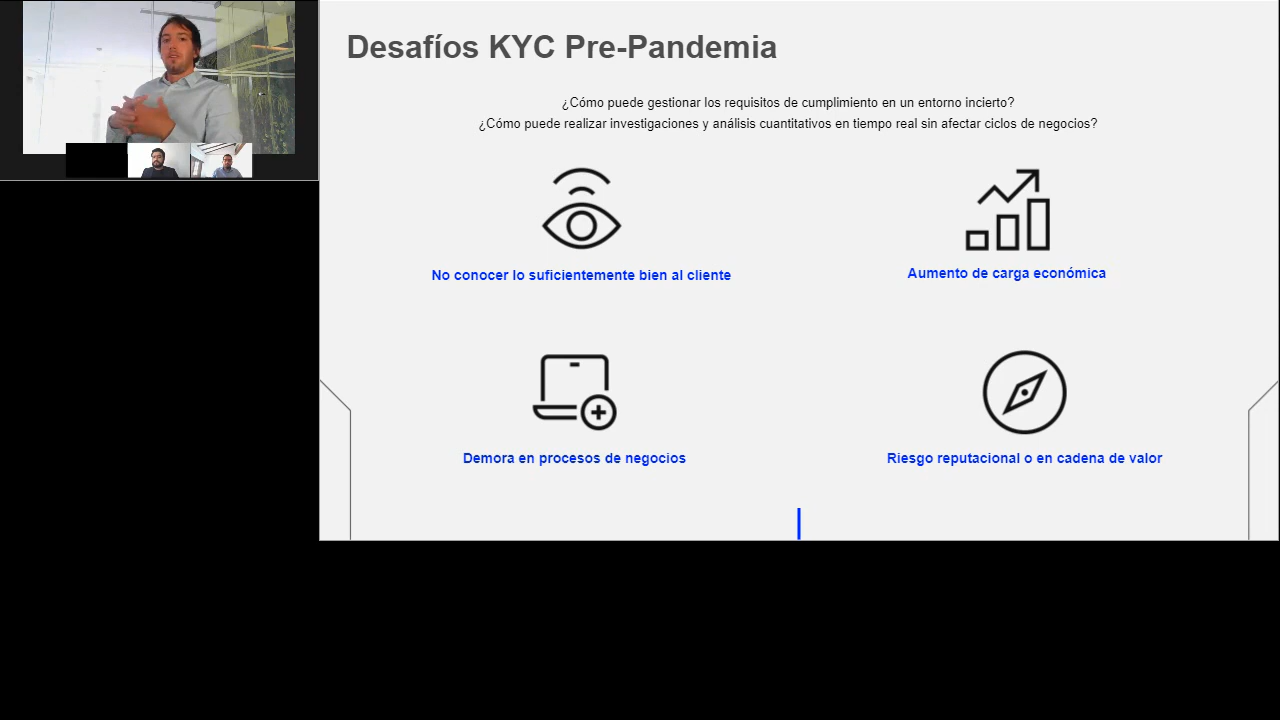 Desafíos KYC Pre-Pandemia
¿Cómo puede gestionar los requisitos de cumplimiento en un entorno incierto?
¿Cómo puede realizar investigaciones y análisis cuantitativos en tiempo real sin afectar ciclos de negocios?
No conocer lo suficientemente bien al cliente
Aumento de carga económica
Demora en procesos de negocios
Riesgo reputacional o en cadena de valor